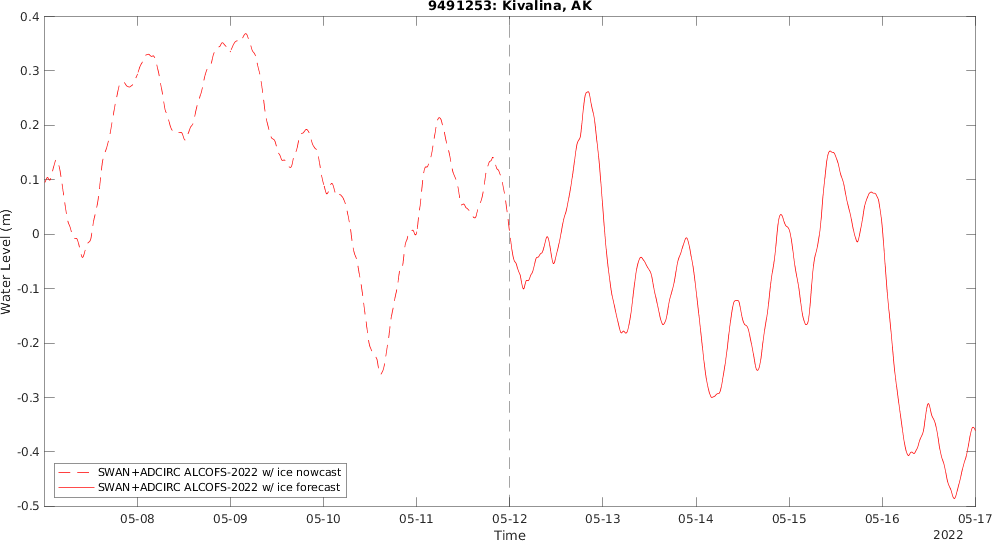 9491253: Kivalina, AK
0.4
0.3
0.2
0.1
0
-0.1
-0.2
-0.3
-0.4
-0.5
Water Level (m)
SWAN+ADCIRC ALCOFS-2022 w/ ice nowcast
SWAN+ADCIRC ALCOFS-2022 w/ ice forecast
05-08 05-09 05-10 05-11 05-12 05-13 05-14 05-15 05-16 05-17
Time
2022